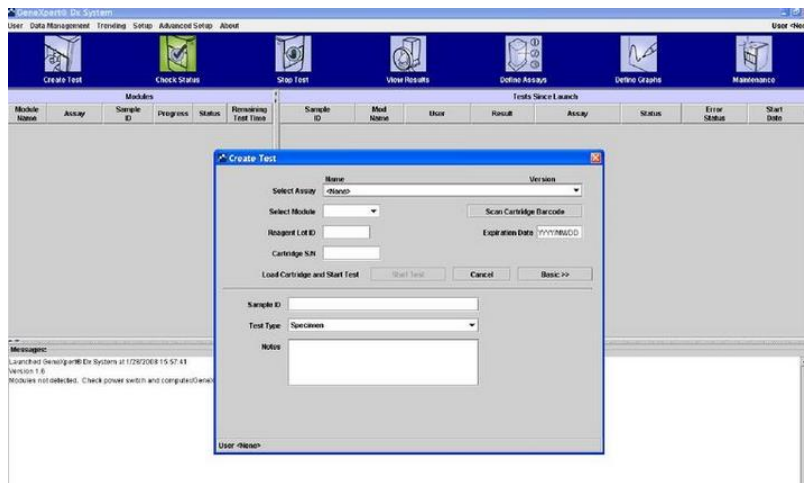 GeneXpert® Dx System
User Data Management Trending Setup Advanced Setup About
Create Test Check Status Stop Test View Results Define Assays Define Graphs Maintenance
Modules
Module Name Assay Sample ID Progress Status Remaining Test Time
Tests Since Launch
Sample ID Mod Name User Result Assay Status Error Status Start Date
Create Test
Name Version
Select Assay <None>
Select Module Scan Cartridge Barcode
Reagent Lot ID Expiration Date YYYY/MM/DD
Cartridge S/N
Load Cartridge and Start Test Start Test Cancel Basic >>
Sample ID
Test Type Specimen
Notes
User <None>
Messages:
Launched GeneXpert® Dx System at 1/28/2008 15:57:41
Version 1.6
Modules not detected. Check power switch and computer/GeneX